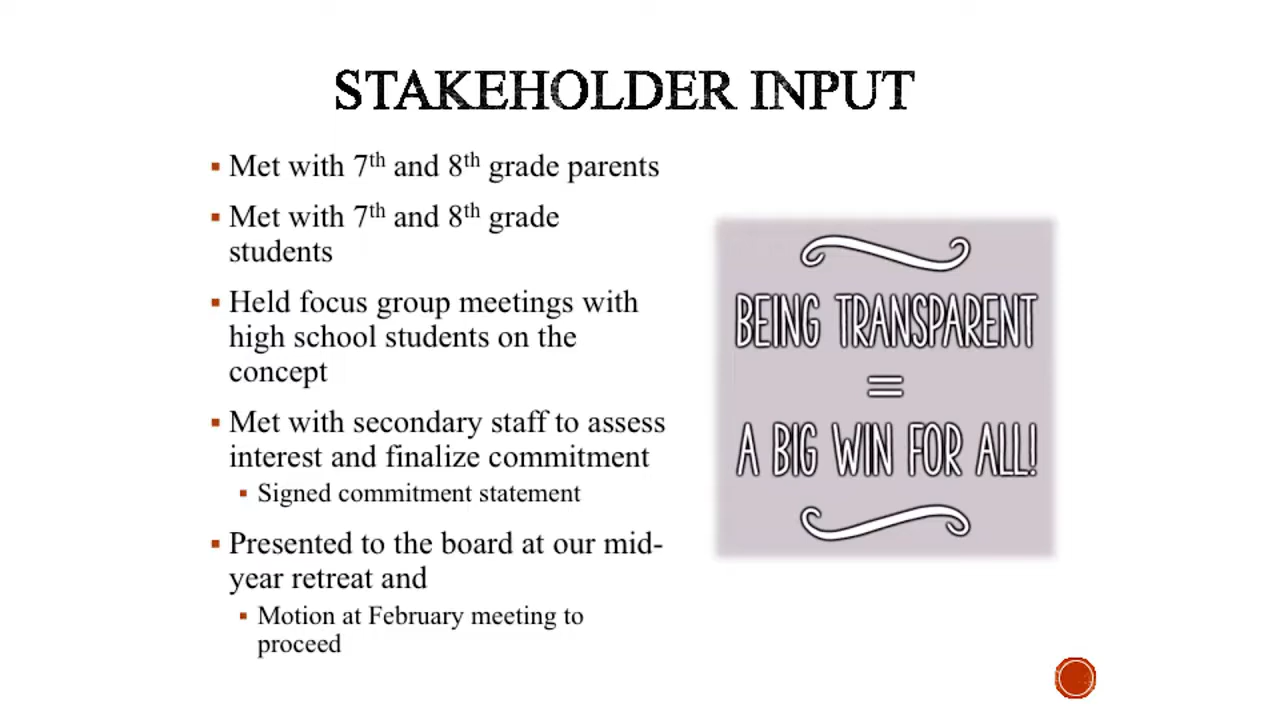 STAKEHOLDER INPUT
▪ Met with 7th and 8th grade parents
▪ Met with 7th and 8th grade
students
▪ Held focus group meetings with
high school students on the
concept
▪ Met with secondary staff to assess
interest and finalize commitment
▪ Signed commitment statement
▪ Presented to the board at our mid-
year retreat and
▪ Motion at February meeting to
proceed
BEING TRANSPARENT
=
A BIG WIN FOR ALL!